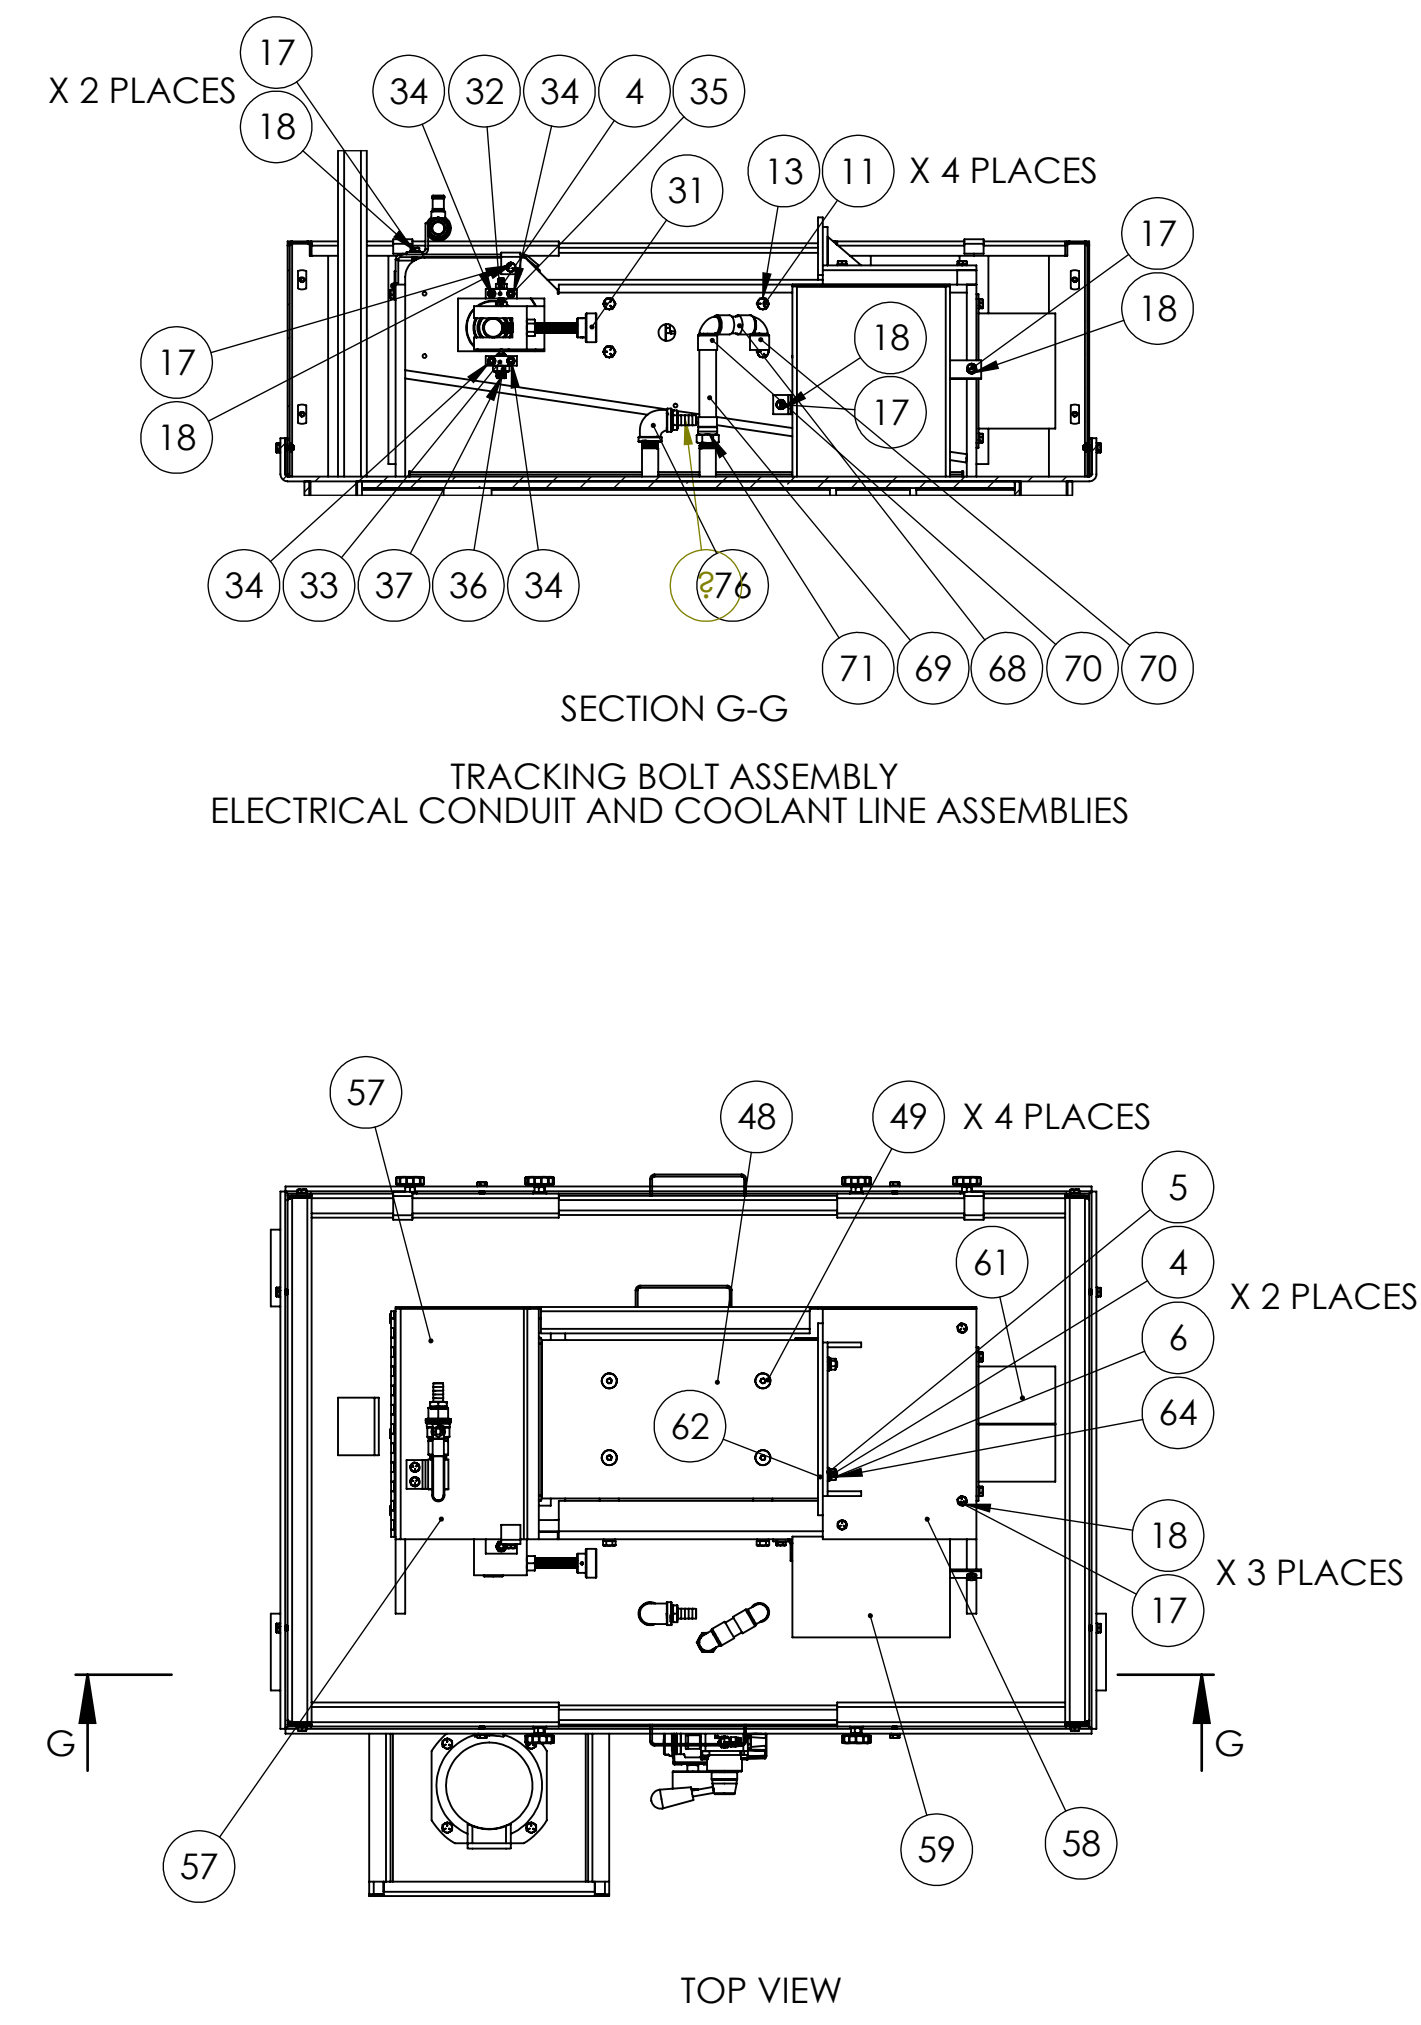 17
X 2 PLACES
18
34 32 34 4 35
31
13 11 X 4 PLACES
17
18
17
18
18
17
34 33 37 36 34
?
76
71 69 68 70 70
SECTION G-G
TRACKING BOLT ASSEMBLY
ELECTRICAL CONDUIT AND COOLANT LINE ASSEMBLIES
57
48 49 X 4 PLACES
5
61
4
X 2 PLACES
6
64
62
18
X 3 PLACES
17
G G
57
59
58
TOP VIEW